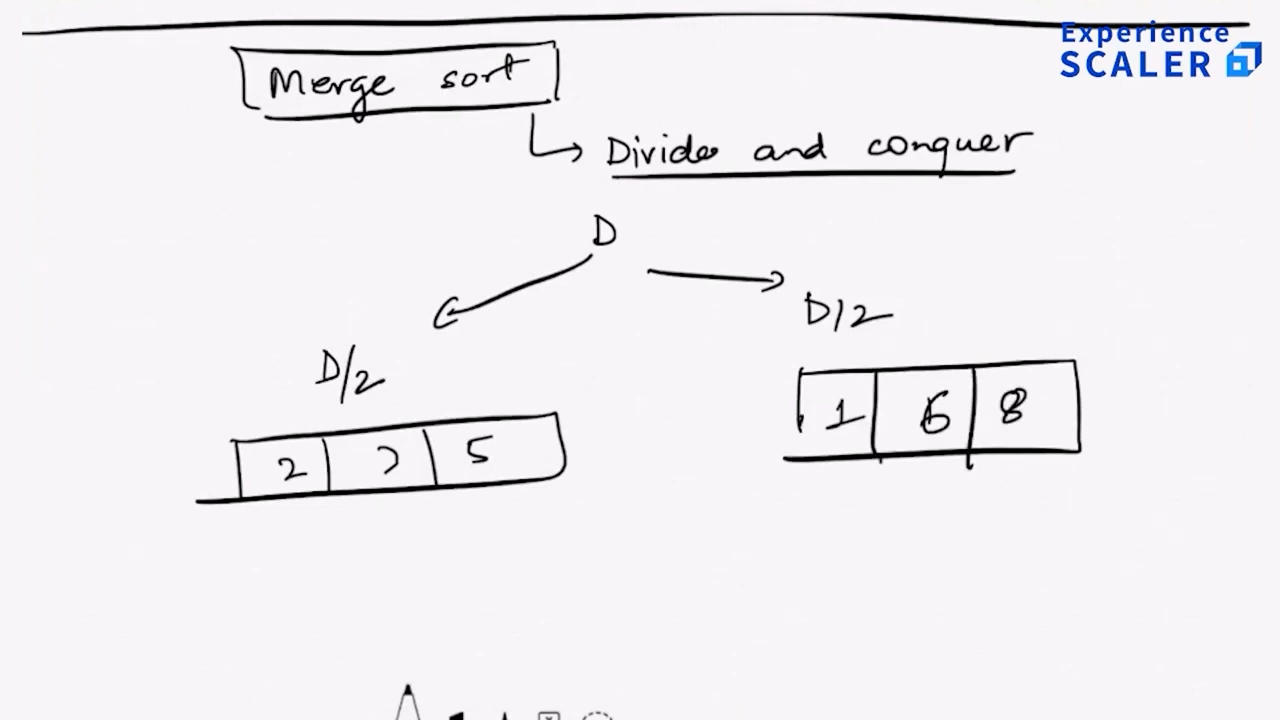 Experience
SCALER
Merge sort
Divide and conquer
D
D/2
D/2
1 6 8
2 5